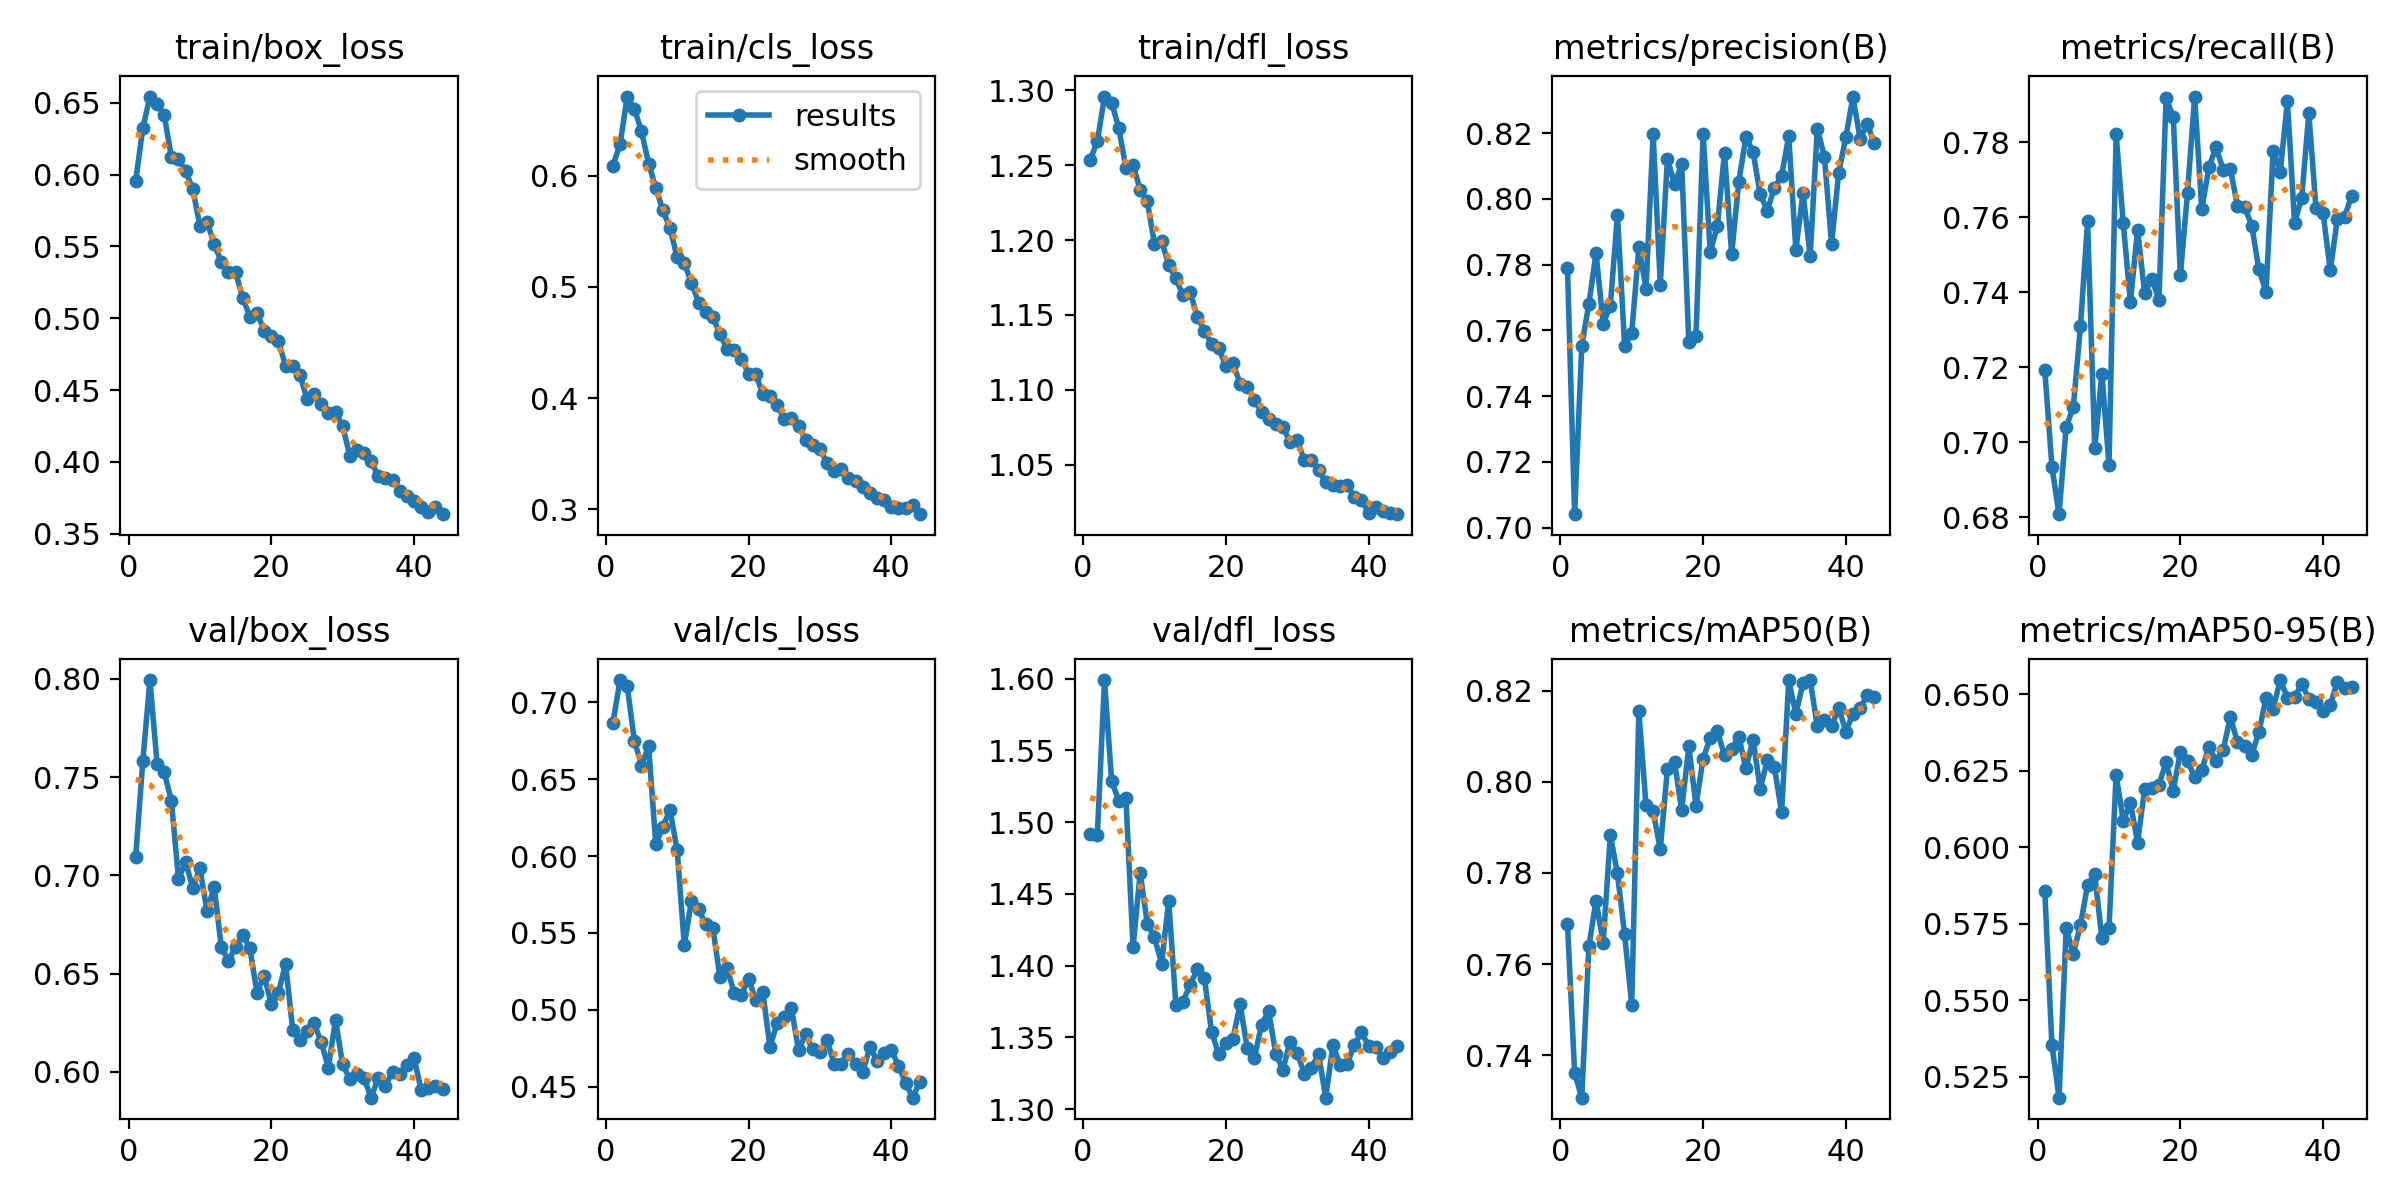 train/box_loss
train/cls_loss
train/dfl_loss
metrics/precision(B)
metrics/recall(B)
0.65
0.60
0.55
0.50
0.45
0.40
0.35
0 20 40
results
smooth
0.6
0.5
0.4
0.3
0 20 40
1.30
1.25
1.20
1.15
1.10
1.05
0 20 40
0.82
0.80
0.78
0.76
0.74
0.72
0.70
0 20 40
0.78
0.76
0.74
0.72
0.70
0.68
0 20 40
val/box_loss
val/cls_loss
val/dfl_loss
metrics/mAP50(B)
metrics/mAP50-95(B)
0.80
0.75
0.70
0.65
0.60
0 20 40
0.70
0.65
0.60
0.55
0.50
0.45
0 20 40
1.60
1.55
1.50
1.45
1.40
1.35
1.30
0 20 40
0.82
0.80
0.78
0.76
0.74
0 20 40
0.650
0.625
0.600
0.575
0.550
0.525
0 20 40